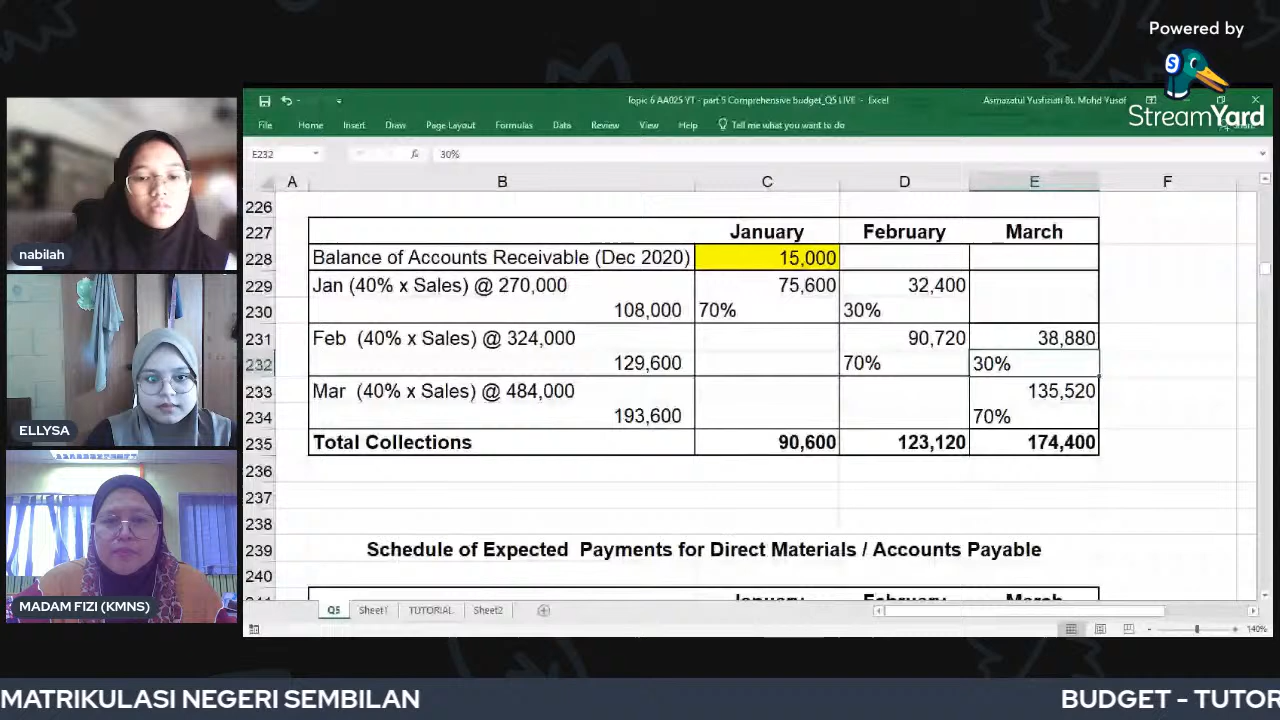 Powered by
S
StreamYard
Topic 6 AA025 YT - part 5 Comprehensive budget_Q5 LIVE - Excel
Asmazatul Yusfinati Bt. Mohd Yusof
File Home Insert Draw Page Layout Formulas Data Review View Help Tell me what you want to do
E232 fx 30%
A B C D E F
226
227 January February March
228 Balance of Accounts Receivable (Dec 2020) 15,000
229 Jan (40% x Sales) @ 270,000 75,600 32,400
230 108,000 70% 30%
231 Feb (40% x Sales) @ 324,000 90,720 38,880
232 129,600 70% 30%
233 Mar (40% x Sales) @ 484,000 135,520
234 193,600 70%
235 Total Collections 90,600 123,120 174,400
236
237
238
239 Schedule of Expected Payments for Direct Materials / Accounts Payable
240
January February March
Q5 Sheet1 TUTORIAL Sheet2
140%
nabilah
ELLYSA
MADAM FIZI (KMNS)
MATRIKULASI NEGERI SEMBILAN BUDGET - TUTOR